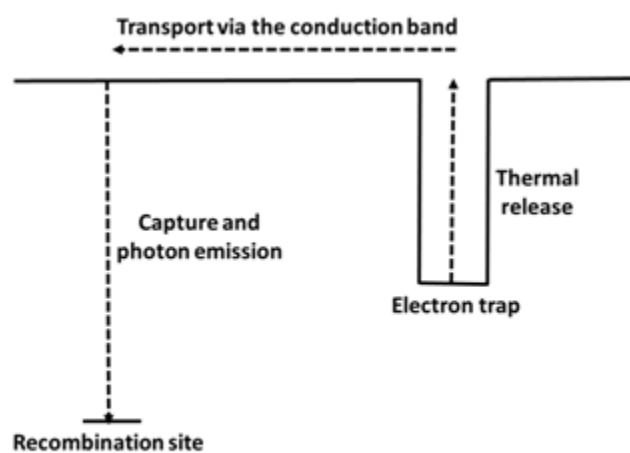 Transport via the conduction band
Thermal
release
Capture and
photon emission
Electron trap
Recombination site